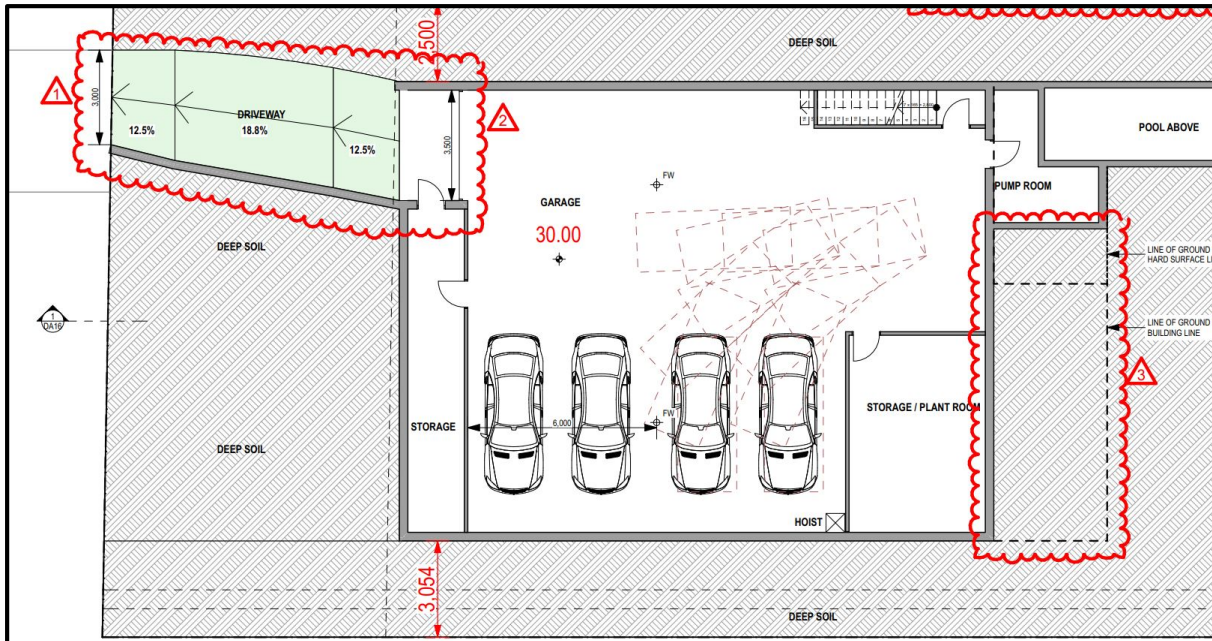 2,500
DEEP SOIL
1
3,000
DRIVEWAY
12.5%
18.8%
12.5%
2
3,500
POOL ABOVE
FW
PUMP ROOM
GARAGE
30.00
DEEP SOIL
LINE OF GROUND
HARD SURFACE LI
1
DA16
LINE OF GROUND
BUILDING LINE
3
STORAGE / PLANT ROOM
FW
6,000
STORAGE
DEEP SOIL
HOIST
3,054
DEEP SOIL